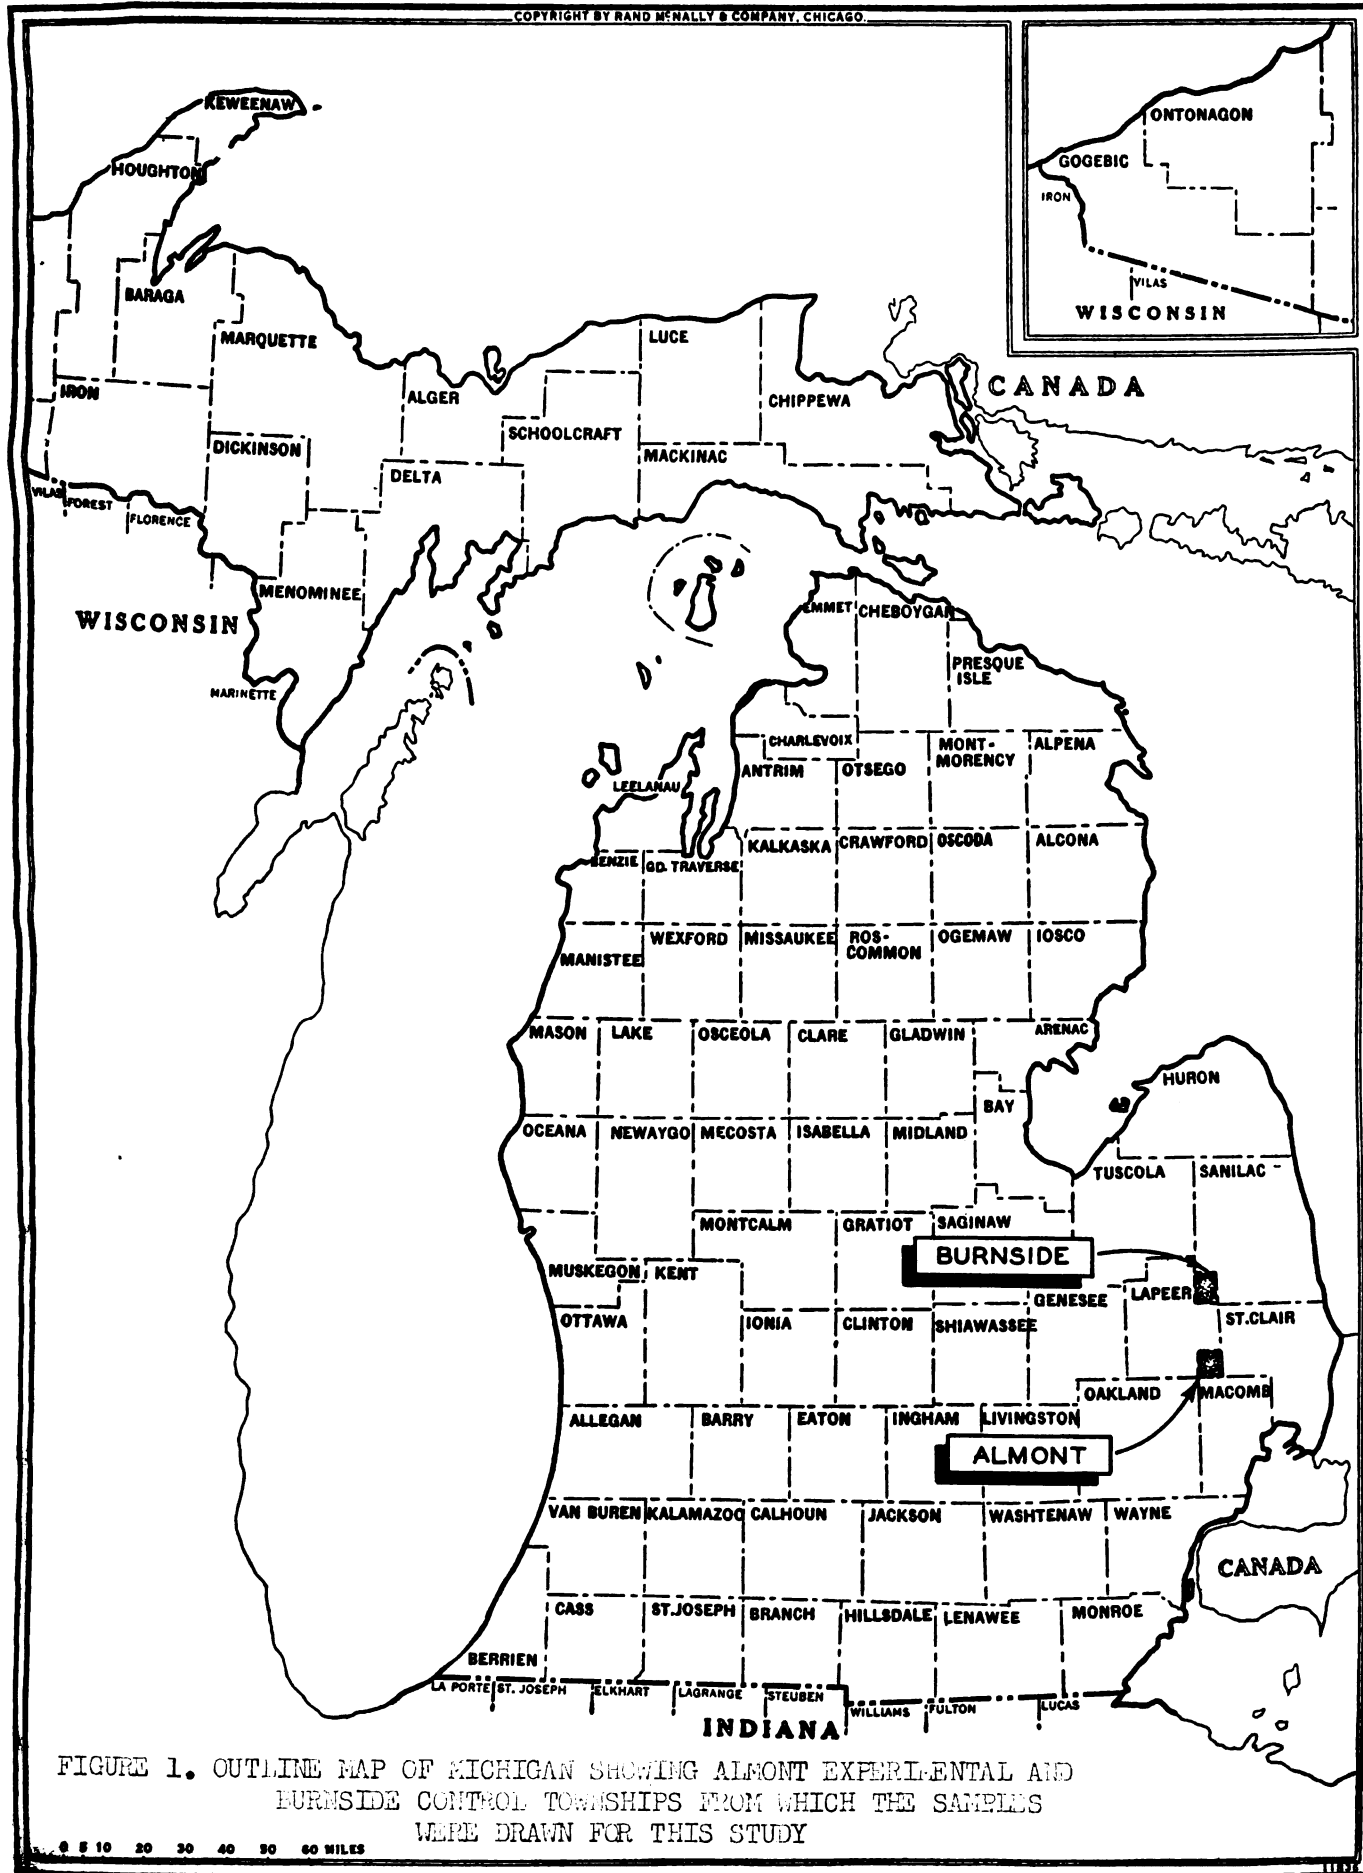 COPYRIGHT BY RAND McNALLY & COMPANY, CHICAGO.
KEWEENAW
HOUGHTON
ONTONAGON
GOGEBIC
IRON
VILAS
WISCONSIN
BARAGA
MARQUETTE
LUCE
IRON
ALGER
CHIPPEWA
CANADA
SCHOOLCRAFT
DICKINSON
MACKINAC
DELTA
VILAS
FOREST
FLORENCE
MENOMINEE
WISCONSIN
MARINETTE
EMMET
CHEBOYGAN
PRESQUE
ISLE
CHARLEVOIX
MONT-
MORENCY
ALPENA
ANTRIM
OTSEGO
LEELANAU
KALKASKA
CRAWFORD
OSCODA
ALCONA
BENZIE
GD. TRAVERSE
MANISTEE
WEXFORD
MISSAUKEE
ROS-
COMMON
OGEMAW
IOSCO
MASON
LAKE
OSCEOLA
CLARE
GLADWIN
ARENAC
HURON
BAY
OCEANA
NEWAYGO
MECOSTA
ISABELLA
MIDLAND
TUSCOLA
SANILAC
MONTCALM
GRATIOT
SAGINAW
BURNSIDE
MUSKEGON
KENT
GENESEE
LAPEER
OTTAWA
IONIA
CLINTON
SHIAWASSEE
ST.CLAIR
OAKLAND
MACOMB
ALLEGAN
BARRY
EATON
INGHAM
LIVINGSTON
ALMONT
VAN BUREN
KALAMAZOO
CALHOUN
JACKSON
WASHTENAW
WAYNE
CANADA
CASS
ST.JOSEPH
BRANCH
HILLSDALE
LENAWEE
MONROE
BERRIEN
LA PORTE
ST. JOSEPH
ELKHART
LAGRANGE
STEUBEN
WILLIAMS
FULTON
LUCAS
INDIANA
FIGURE 1. OUTLINE MAP OF MICHIGAN SHOWING ALMONT EXPERIMENTAL AND
BURNSIDE CONTROL TOWNSHIPS FROM WHICH THE SAMPLES
WERE DRAWN FOR THIS STUDY
0 5 10 20 30 40 50 60 MILES